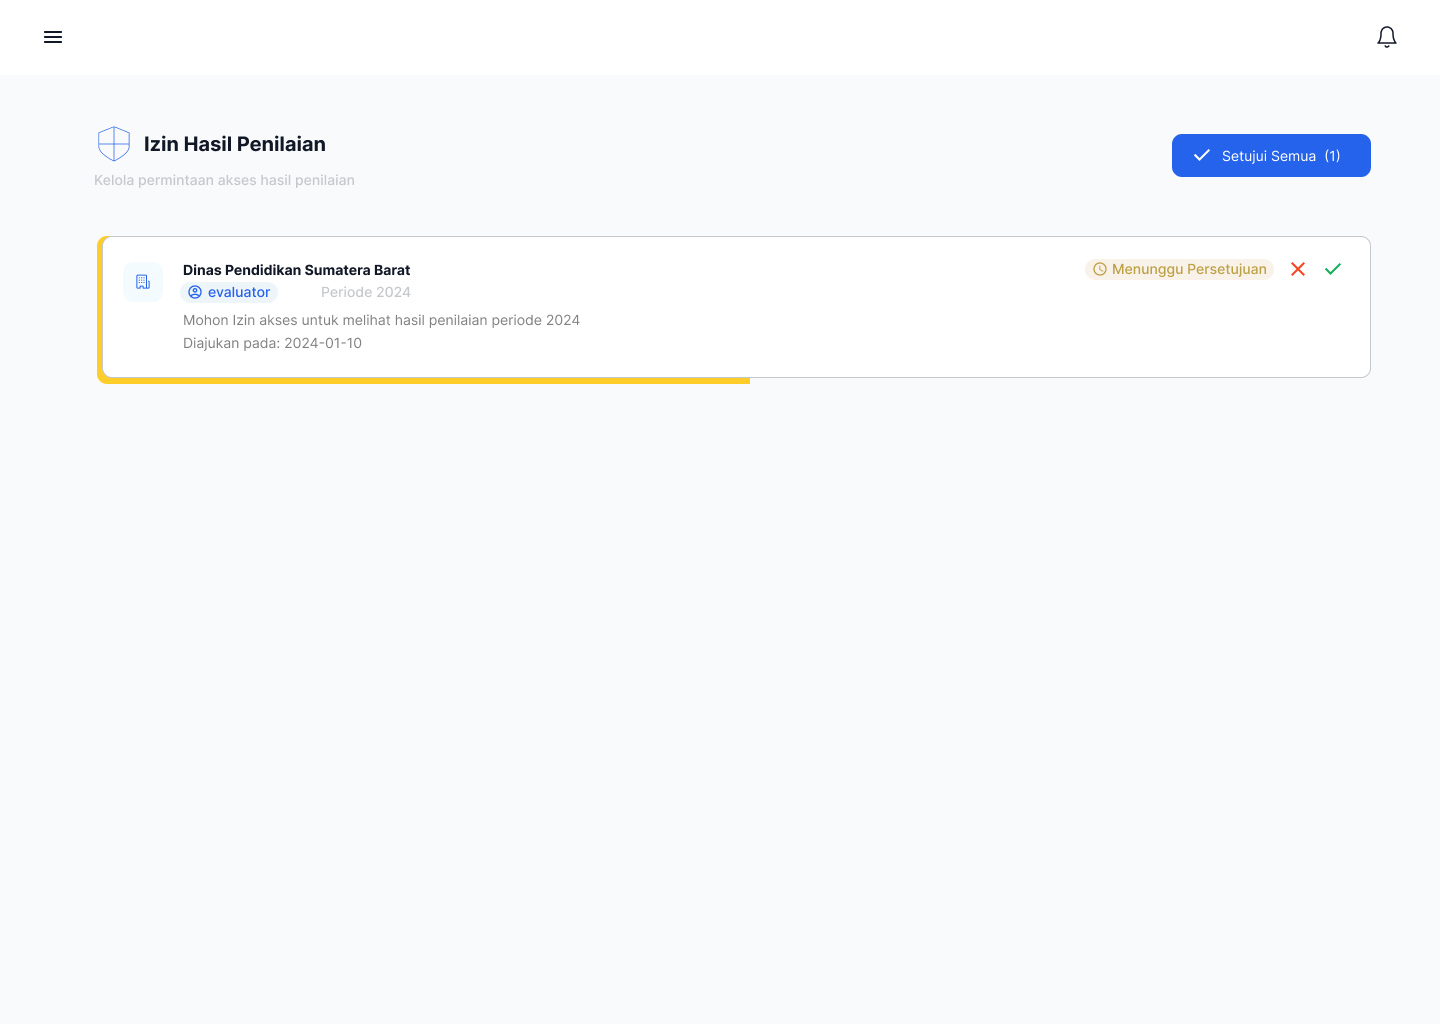 Izin Hasil Penilaian
Kelola permintaan akses hasil penilaian
Setujui Semua (1)
Dinas Pendidikan Sumatera Barat
Menunggu Persetujuan
evaluator
Periode 2024
Mohon Izin akses untuk melihat hasil penilaian periode 2024
Diajukan pada: 2024-01-10